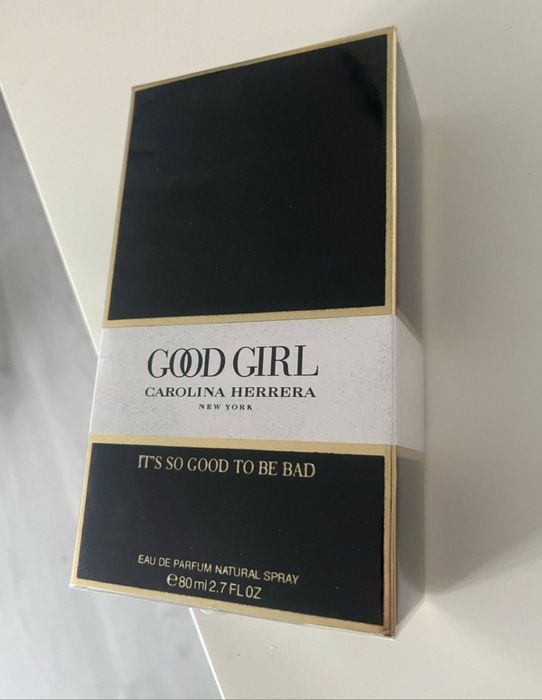 GOOD GIRL
CAROLINA HERRERA
NEW YORK
IT'S SO GOOD TO BE BAD
EAU DE PARFUM NATURAL SPRAY
℮80 ml 2.7 FL OZ